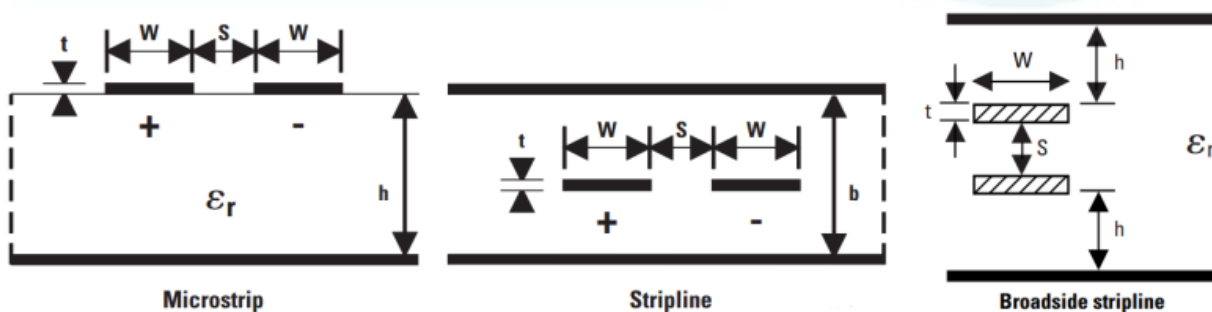 t
W
S
W
+
-
εr
h
Microstrip
t
W
S
W
+
-
b
Stripline
W
h
t
S
εr
h
Broadside stripline